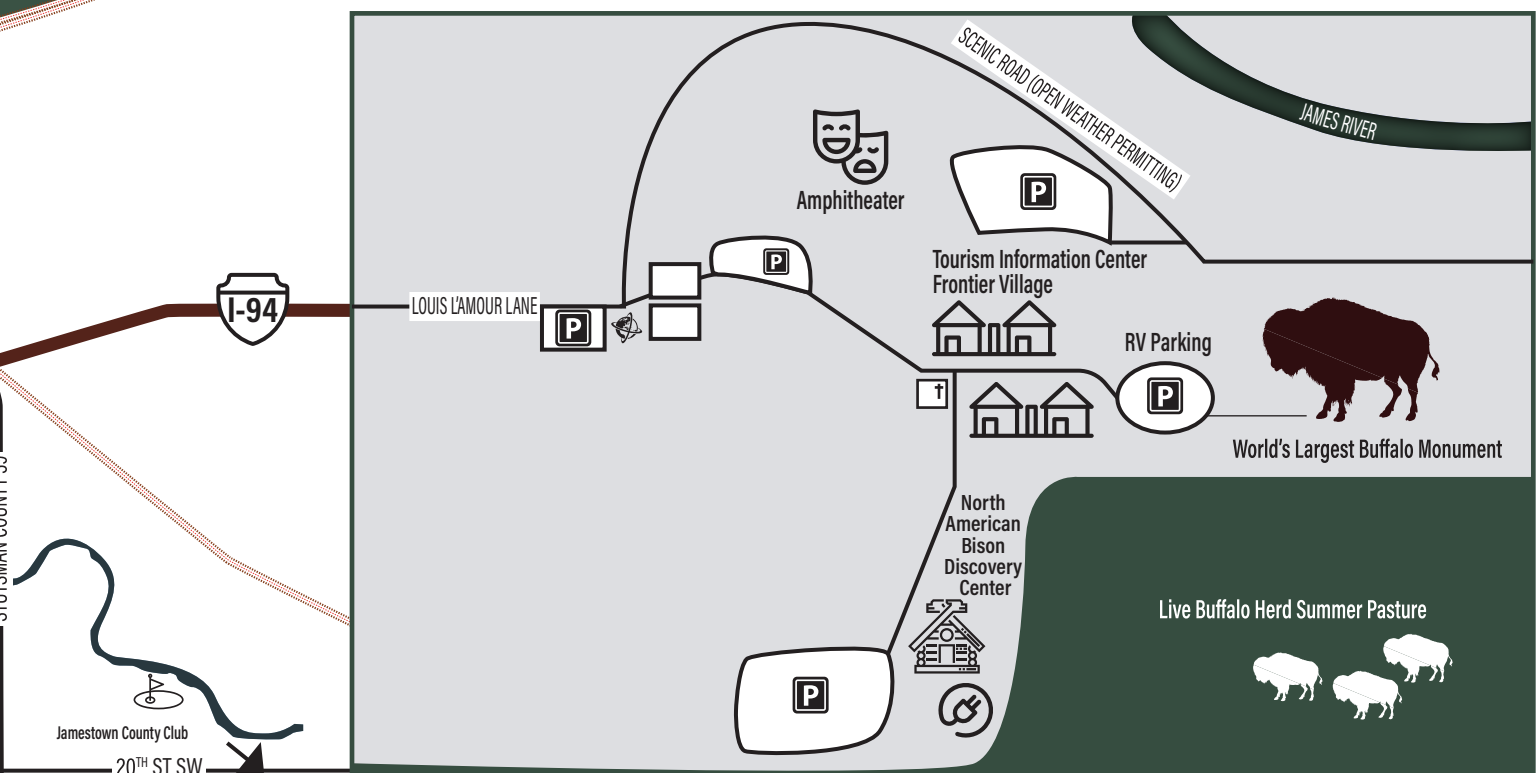 SCENIC ROAD (OPEN WEATHER PERMITTING)
JAMES RIVER
P
Amphitheater
Tourism Information Center
Frontier Village
P
I-94
LOUIS L'AMOUR LANE
P
RV Parking
P
World's Largest Buffalo Monument
North
American
Bison
Discovery
Center
Live Buffalo Herd Summer Pasture
P
Jamestown County Club
20TH ST SW